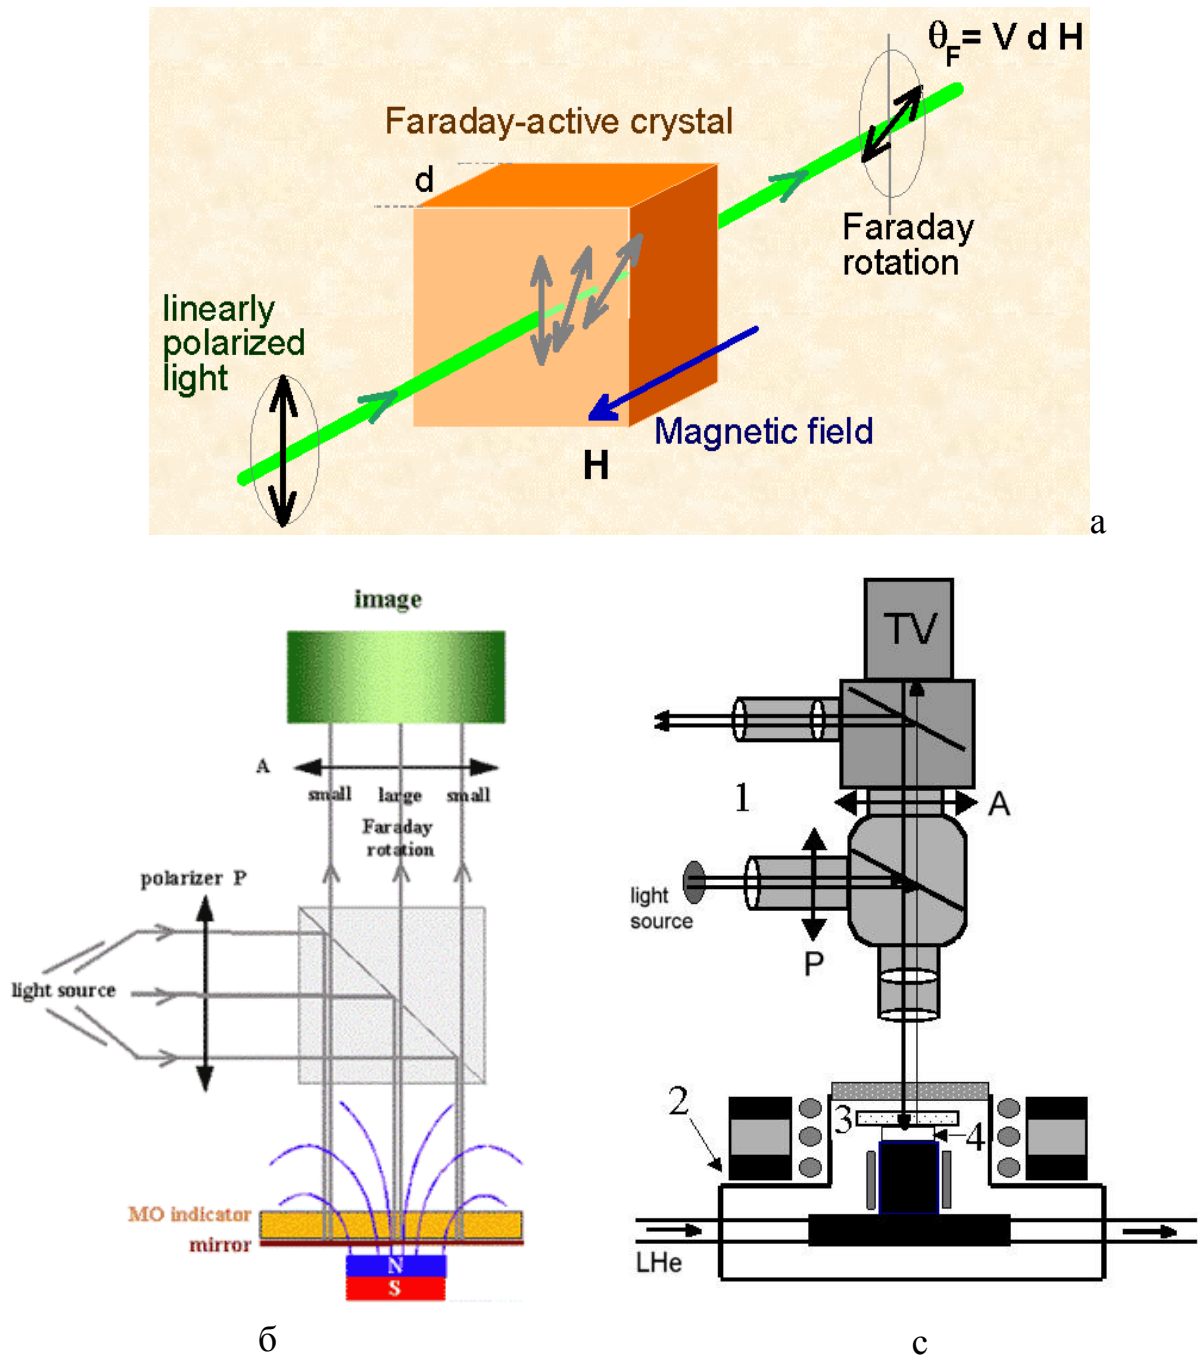 θF = V d H
Faraday-active crystal
d
Faraday
rotation
linearly
polarized
light
Magnetic field
H
а
image
A
small large small
Faraday
rotation
polarizer P
light source
MO indicator
mirror
N
S
б
TV
1
A
light
source
P
2
3
4
LHe
с